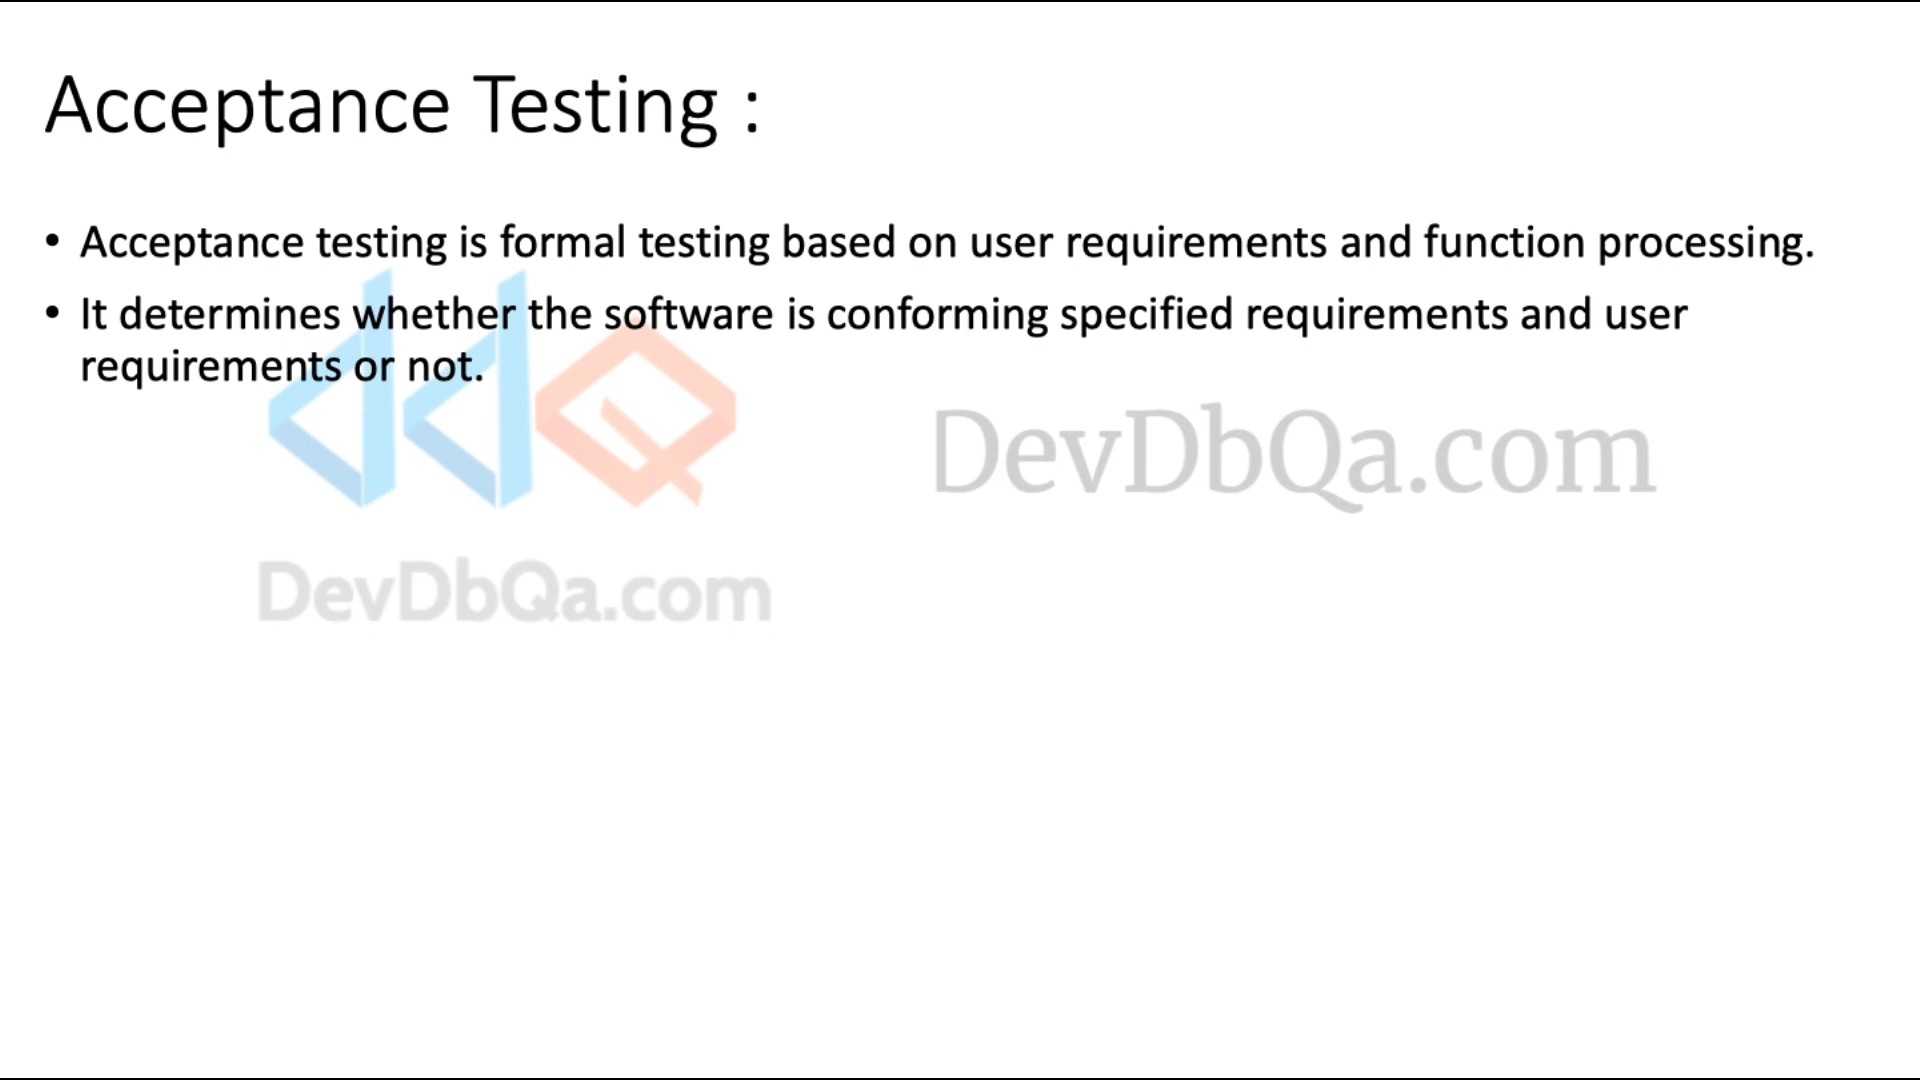 Acceptance Testing :
• Acceptance testing is formal testing based on user requirements and function processing.
• It determines whether the software is conforming specified requirements and user
requirements or not.
DevDbQa.com
DevDbQa.com